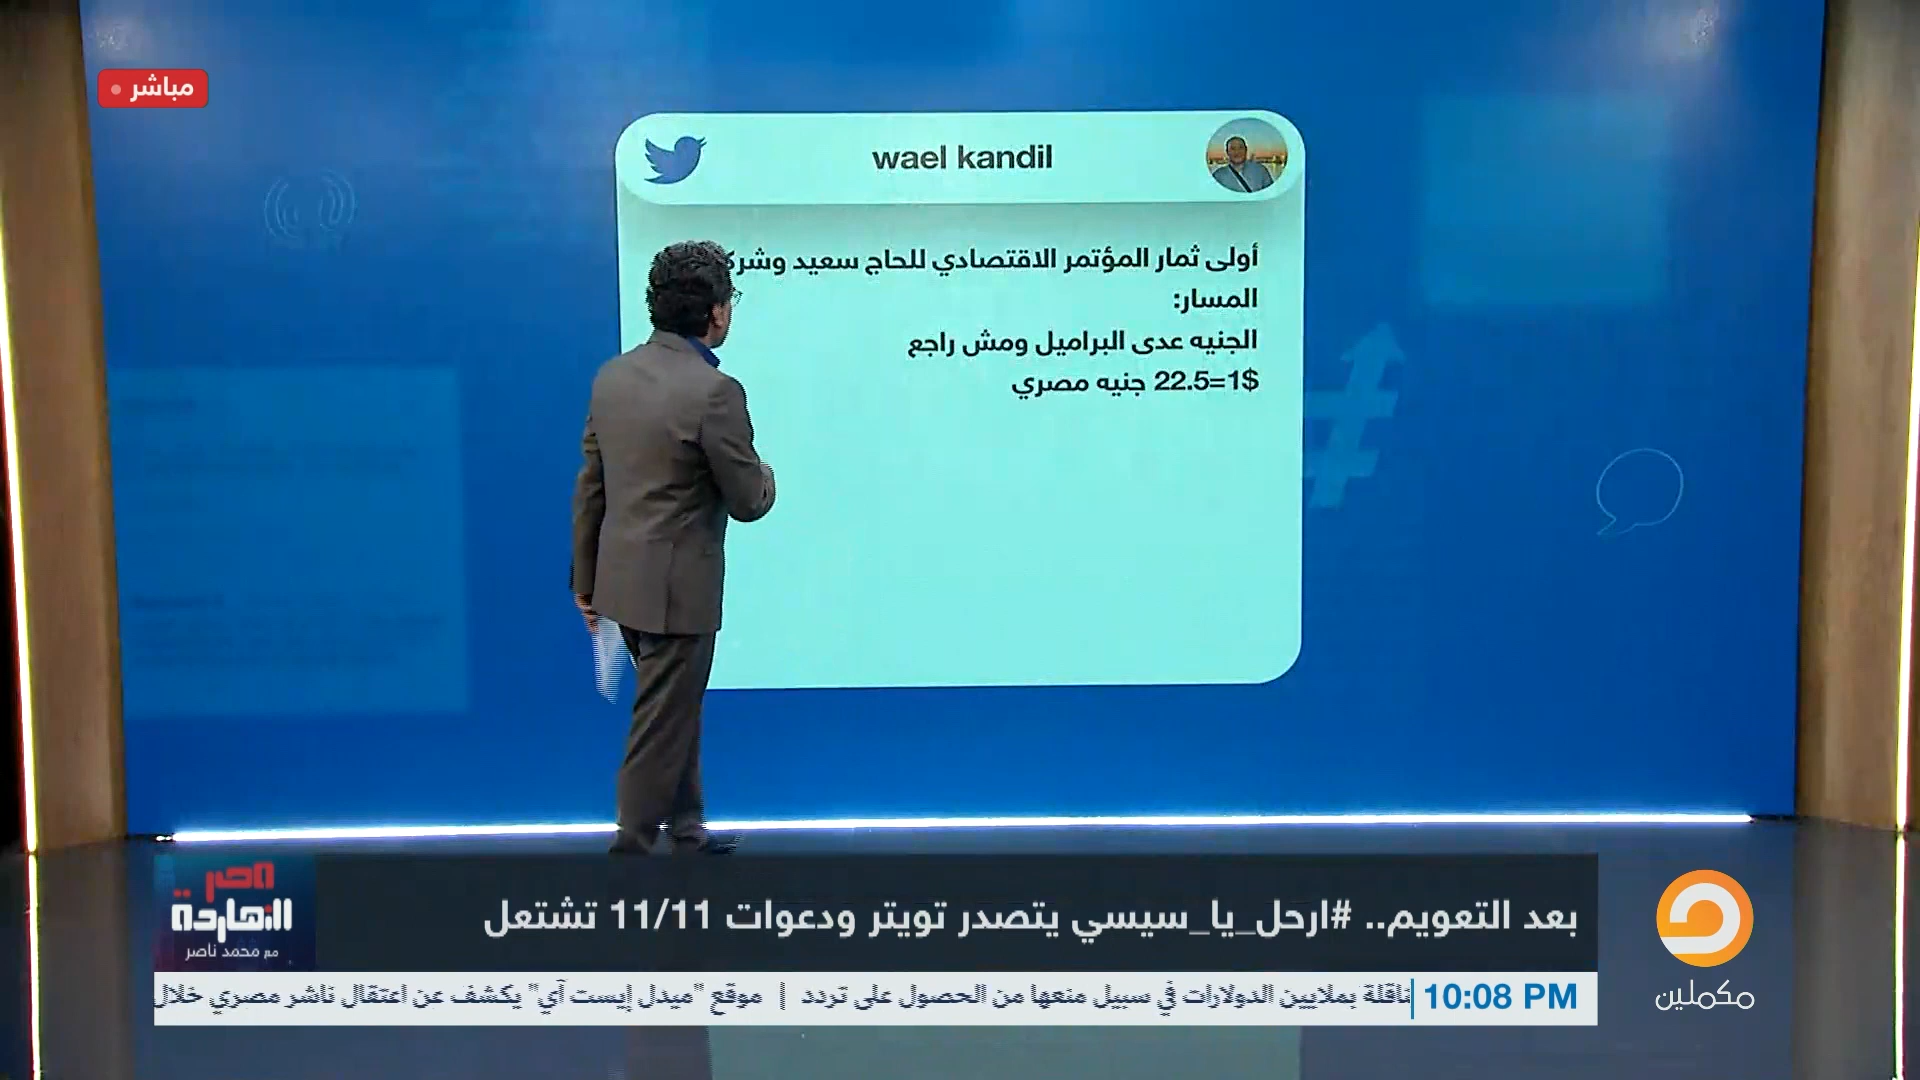 مباشر
wael kandil
أولى ثمار المؤتمر الاقتصادي للحاج سعيد
المسار:
الجنيه عدى البراميل ومش راجع
1$=22.5 جنيه مصري
مصر
النهاردة
مع محمد ناصر
بعد التعويم.. #ارحل_يا_سيسي يتصدر تويتر ودعوات 11/11 تشتعل
10:08 PM
ناقلة بملايين الدولارات في سبيل منعها من الحصول على تردد | موقع "ميدل إيست آي" يكشف عن اعتقال ناشر مصري خلال
مكملين